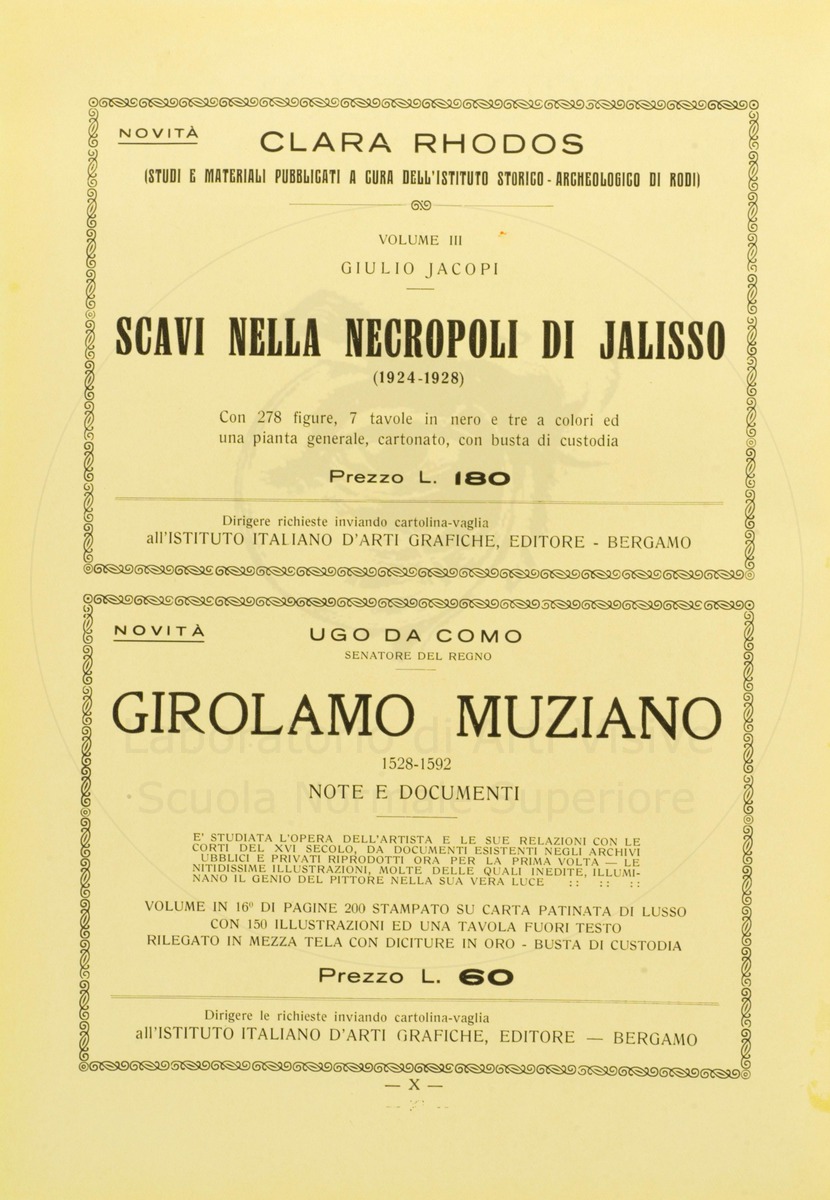 NOVITÀ
CLARA RHODOS
(STUDI E MATERIALI PUBBLICATI A CURA DELL'ISTITUTO STORICO-ARCHEOLOGICO DI RODI)
VOLUME III
GIULIO JACOPI
SCAVI NELLA NECROPOLI DI JALISSO
(1924-1928)
Con 278 figure, 7 tavole in nero e tre a colori ed
una pianta generale, cartonato, con busta di custodia
Prezzo L. 180
Dirigere richieste inviando cartolina-vaglia
all'ISTITUTO ITALIANO D'ARTI GRAFICHE, EDITORE - BERGAMO
NOVITÀ
UGO DA COMO
SENATORE DEL REGNO
GIROLAMO MUZIANO
1528-1592
NOTE E DOCUMENTI
E' STUDIATA L'OPERA DELL'ARTISTA E LE SUE RELAZIONI CON LE
CORTI DEL XVI SECOLO, DA DOCUMENTI ESISTENTI NEGLI ARCHIVI
UBBLICI E PRIVATI RIPRODOTTI ORA PER LA PRIMA VOLTA — LE
NITIDISSIME ILLUSTRAZIONI, MOLTE DELLE QUALI INEDITE, ILLUMI-
NANO IL GENIO DEL PITTORE NELLA SUA VERA LUCE :: :: ::
VOLUME IN 16º DI PAGINE 200 STAMPATO SU CARTA PATINATA DI LUSSO
CON 150 ILLUSTRAZIONI ED UNA TAVOLA FUORI TESTO
RILEGATO IN MEZZA TELA CON DICITURE IN ORO - BUSTA DI CUSTODIA
Prezzo L. 60
Dirigere le richieste inviando cartolina-vaglia
all'ISTITUTO ITALIANO D'ARTI GRAFICHE, EDITORE — BERGAMO
— X —